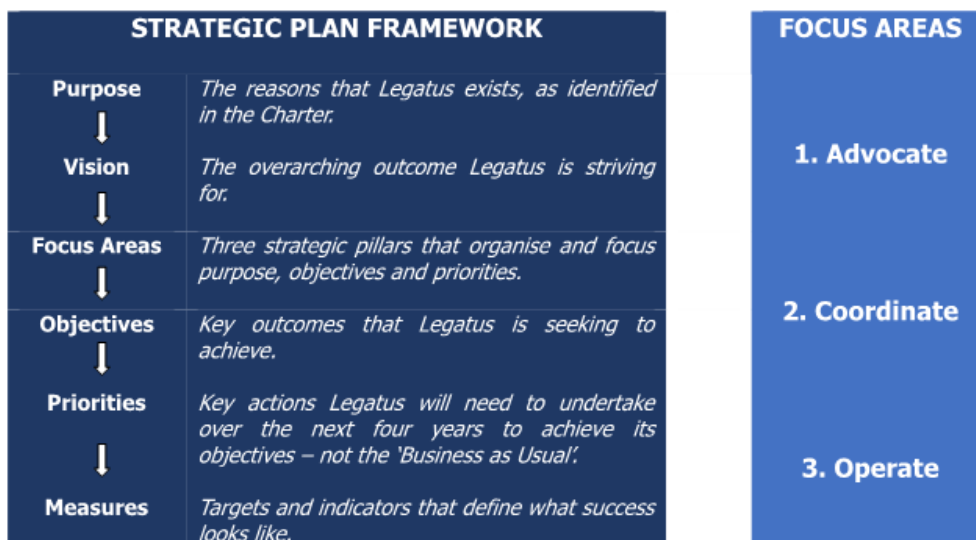 STRATEGIC PLAN FRAMEWORK
Purpose
The reasons that Legatus exists, as identified
in the Charter.
Vision
The overarching outcome Legatus is striving
for.
Focus Areas
Three strategic pillars that organise and focus
purpose, objectives and priorities.
Objectives
Key outcomes that Legatus is seeking to
achieve.
Priorities
Key actions Legatus will need to undertake
over the next four years to achieve its
objectives – not the ‘Business as Usual’.
Measures
Targets and indicators that define what success
looks like.
FOCUS AREAS
1. Advocate
2. Coordinate
3. Operate